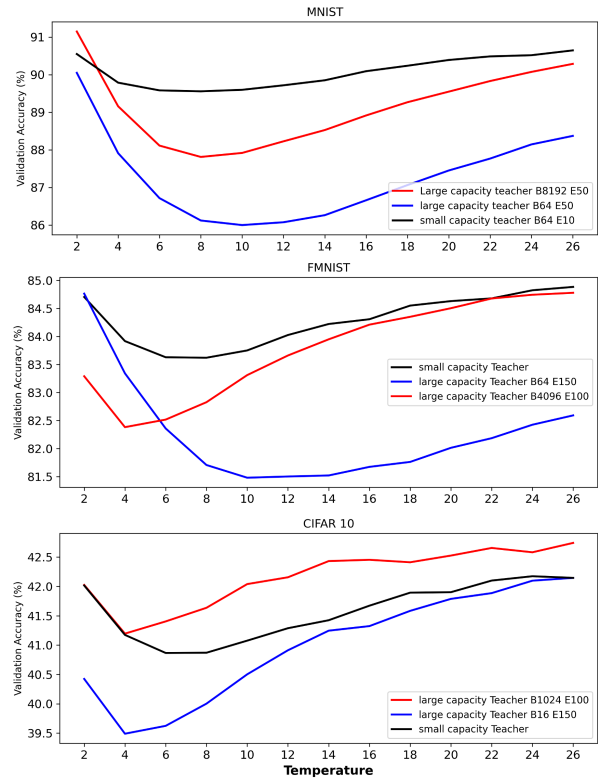 MNIST
Validation Accuracy (%)
91
90
89
88
87
86
Large capacity teacher B8192 E50
large capacity teacher B64 E50
small capacity teacher B64 E10
2 4 6 8 10 12 14 16 18 20 22 24 26
FMNIST
Validation Accuracy (%)
85.0
84.5
84.0
83.5
83.0
82.5
82.0
81.5
small capacity Teacher
large capacity Teacher B64 E150
large capacity Teacher B4096 E100
2 4 6 8 10 12 14 16 18 20 22 24 26
CIFAR 10
Validation Accuracy (%)
42.5
42.0
41.5
41.0
40.5
40.0
39.5
large capacity Teacher B1024 E100
large capacity Teacher B16 E150
small capacity Teacher
2 4 6 8 10 12 14 16 18 20 22 24 26
Temperature